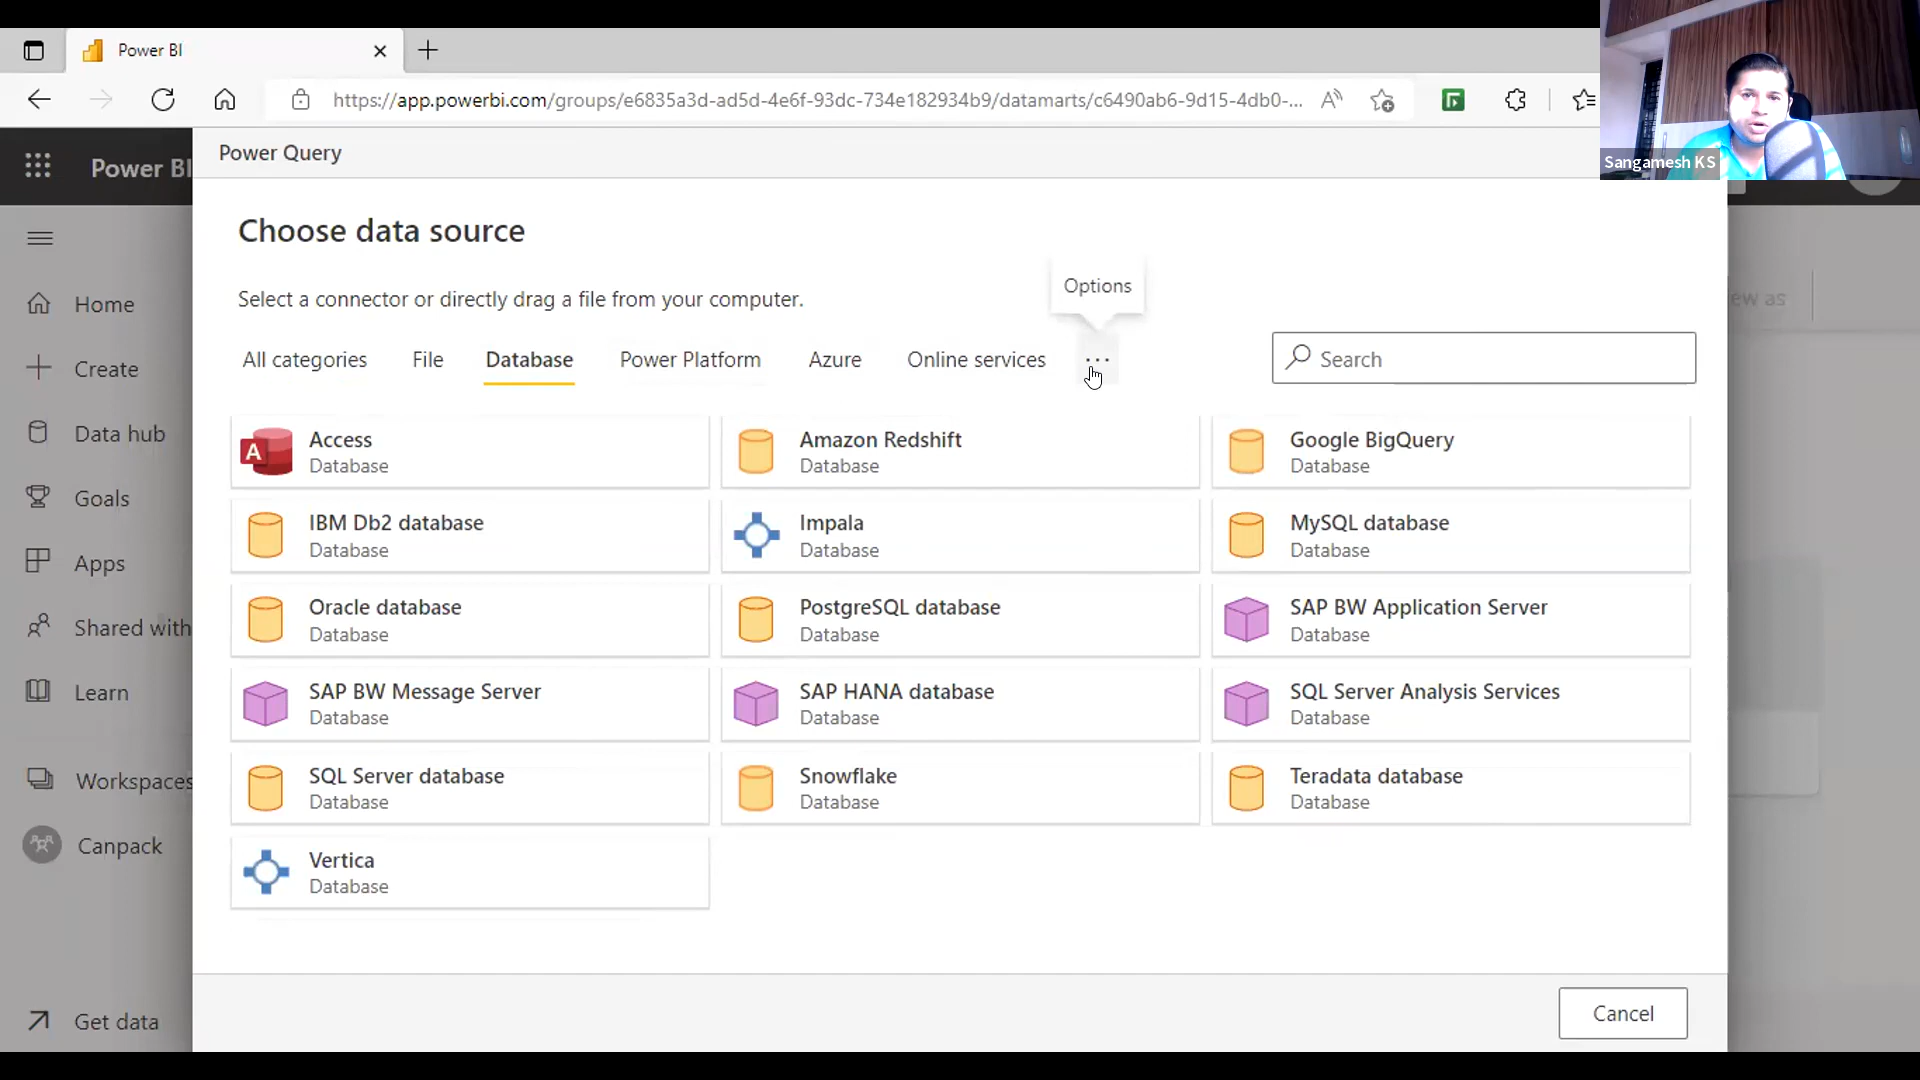 Power BI
https://app.powerbi.com/groups/e6835a3d-ad5d-4e6f-93dc-734e182934b9/datamarts/c6490ab6-9d15-4db0-...
Sangamesh KS
Power BI
Power Query
Choose data source
Select a connector or directly drag a file from your computer.
Options
All categories File Database Power Platform Azure Online services ...
Search
Access
Database
Amazon Redshift
Database
Google BigQuery
Database
IBM Db2 database
Database
Impala
Database
MySQL database
Database
Oracle database
Database
PostgreSQL database
Database
SAP BW Application Server
Database
SAP BW Message Server
Database
SAP HANA database
Database
SQL Server Analysis Services
Database
SQL Server database
Database
Snowflake
Database
Teradata database
Database
Vertica
Database
Cancel
Home
Create
Data hub
Goals
Apps
Shared with
Learn
Workspaces
Canpack
Get data
as